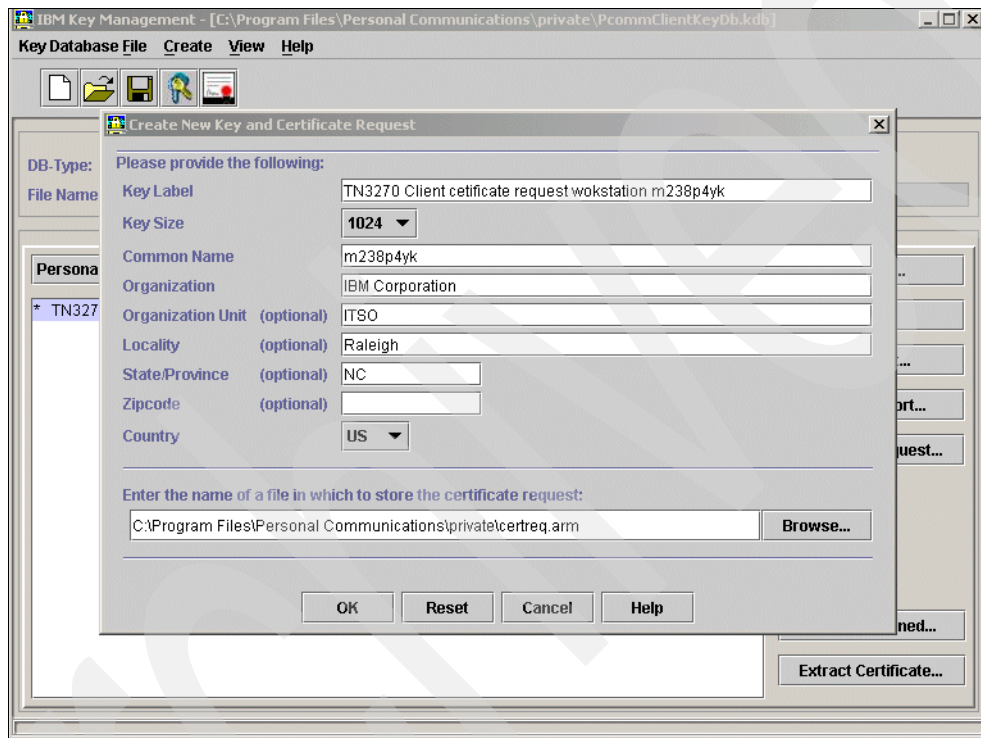 IBM Key Management - [C:\Program Files\Personal Communications\private\PcommClientKeyDb.kdb]
Key Database File Create View Help
Create New Key and Certificate Request
DB-Type:
File Name
Please provide the following:
Key Label TN3270 Client cetificate request wokstation m238p4yk
Key Size 1024
Common Name m238p4yk
Organization IBM Corporation
Organization Unit (optional) ITSO
Locality (optional) Raleigh
State/Province (optional) NC
Zipcode (optional)
Country US
Persona
* TN327
...
ort...
quest...
Enter the name of a file in which to store the certificate request:
C:\Program Files\Personal Communications\private\certreq.arm Browse...
OK Reset Cancel Help
ned...
Extract Certificate...